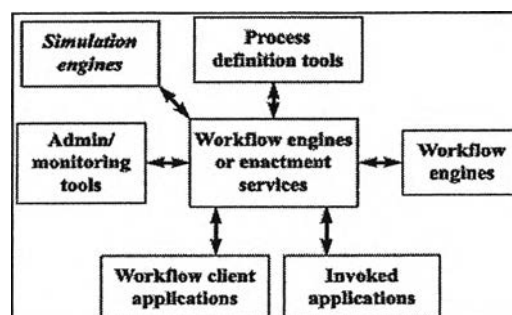 Simulation
engines
Process
definition tools
Admin/
monitoring
tools
Workflow engines
or enactment
services
Workflow
engines
Workflow client
applications
Invoked
applications